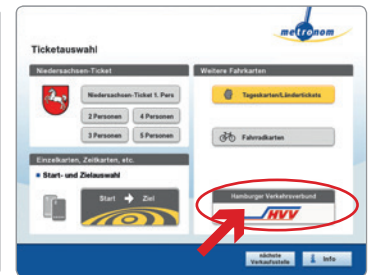 metronom
Ticketauswahl
Niedersachsen-Ticket
Niedersachsen-Ticket 1. Pers
2 Personen
4 Personen
3 Personen
5 Personen
Weitere Fahrkarten
Tageskarten/Ländertickets
Fahrradkarten
Einzelkarten, Zeitkarten, etc.
Start- und Zielauswahl
Start
Ziel
Hamburger Verkehrsverbund
HVV
nächste
Verkaufsstelle
i Info